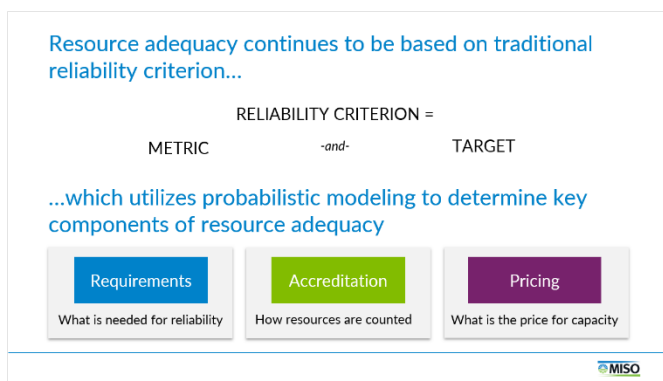 Resource adequacy continues to be based on traditional
reliability criterion...
RELIABILITY CRITERION =
METRIC -and- TARGET
...which utilizes probabilistic modeling to determine key
components of resource adequacy
Requirements
What is needed for reliability
Accreditation
How resources are counted
Pricing
What is the price for capacity
MISO